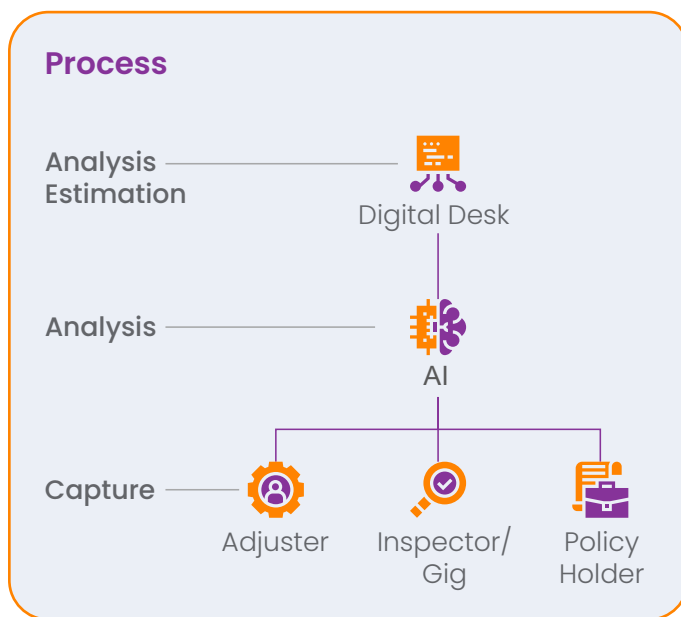 Process
Analysis
Estimation
Digital Desk
Analysis
AI
Capture
Adjuster
Inspector/
Gig
Policy
Holder